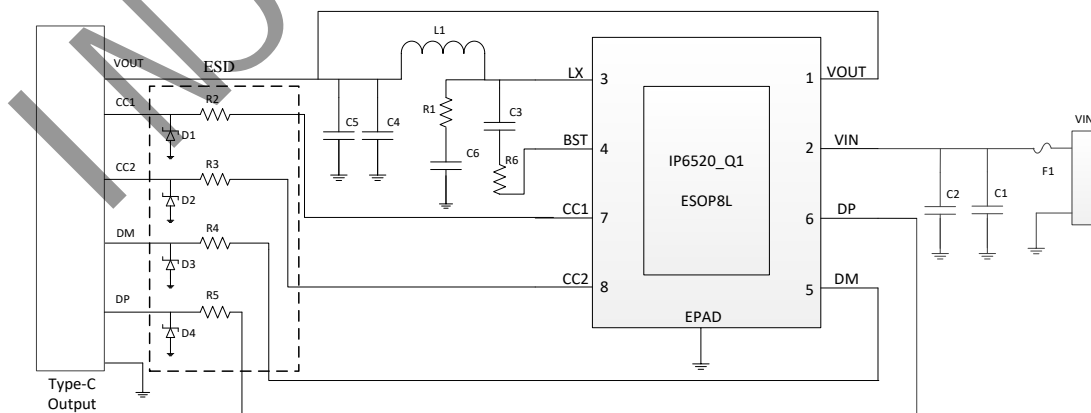 L1
VOUT
ESD
LX
3
1
VOUT
CC1
R2
D1
C5
C4
R1
C3
BST
4
IP6520_Q1
ESOP8L
2
VIN
VIN
F1
CC2
R3
C6
R6
D2
C2
C1
CC1
7
6
DP
DM
R4
D3
CC2
8
5
DM
DP
R5
EPAD
D4
Type-C
Output